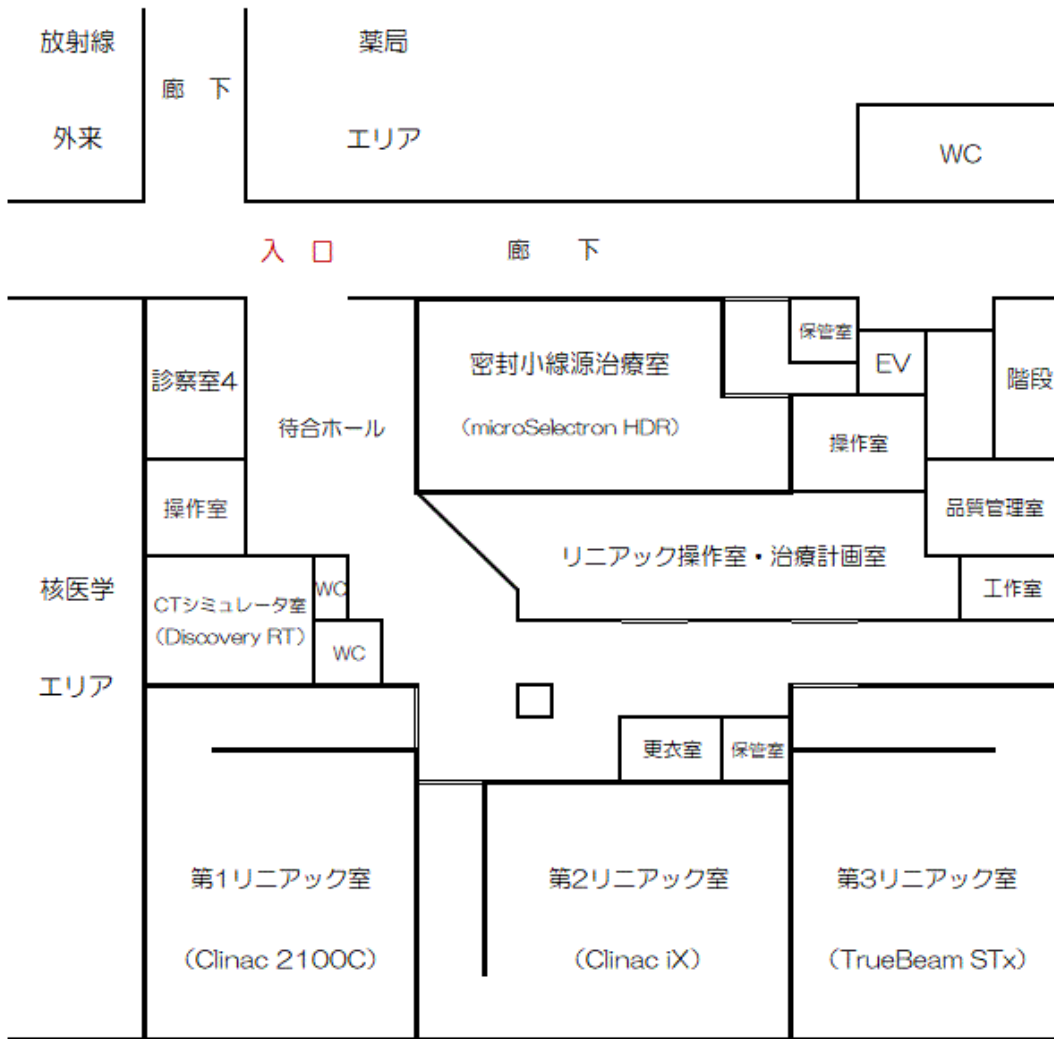 放射線
外来
廊 下
薬局
エリア
WC
入 口
廊 下
診察室4
待合ホール
密封小線源治療室
(microSelectron HDR)
保管室
EV
階段
操作室
操作室
品質管理室
リニアック操作室・治療計画室
工作室
核医学
エリア
CTシミュレータ室
(Discovery RT)
WC
WC
更衣室
保管室
第1リニアック室
(Clinac 2100C)
第2リニアック室
(Clinac iX)
第3リニアック室
(TrueBeam STx)